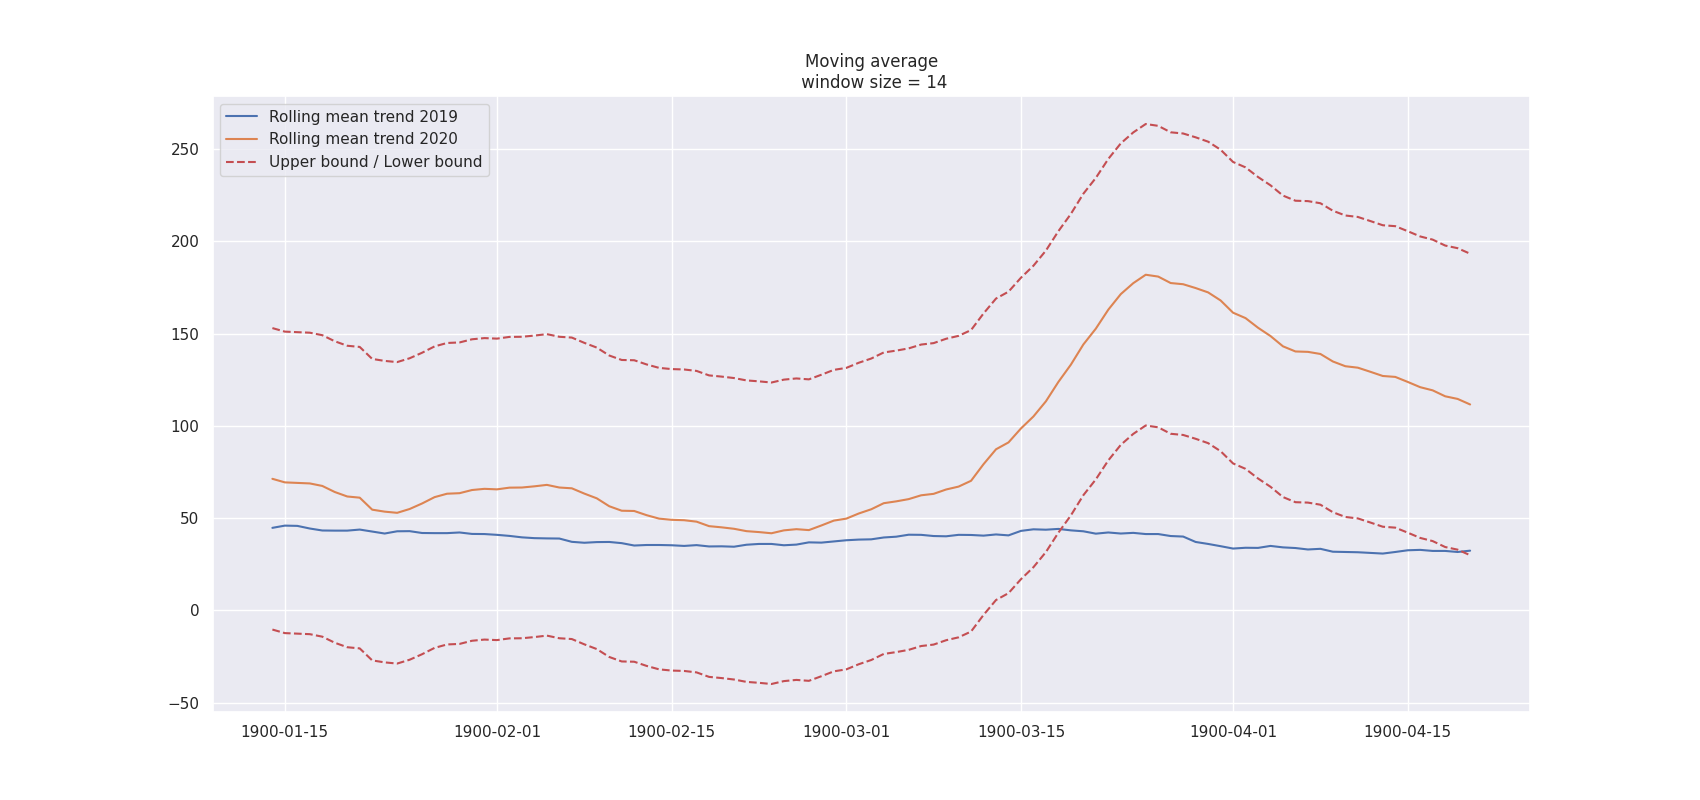 Moving average
window size = 14
Rolling mean trend 2019
Rolling mean trend 2020
Upper bound / Lower bound
250
200
150
100
50
0
−50
1900-01-15 1900-02-01 1900-02-15 1900-03-01 1900-03-15 1900-04-01 1900-04-15